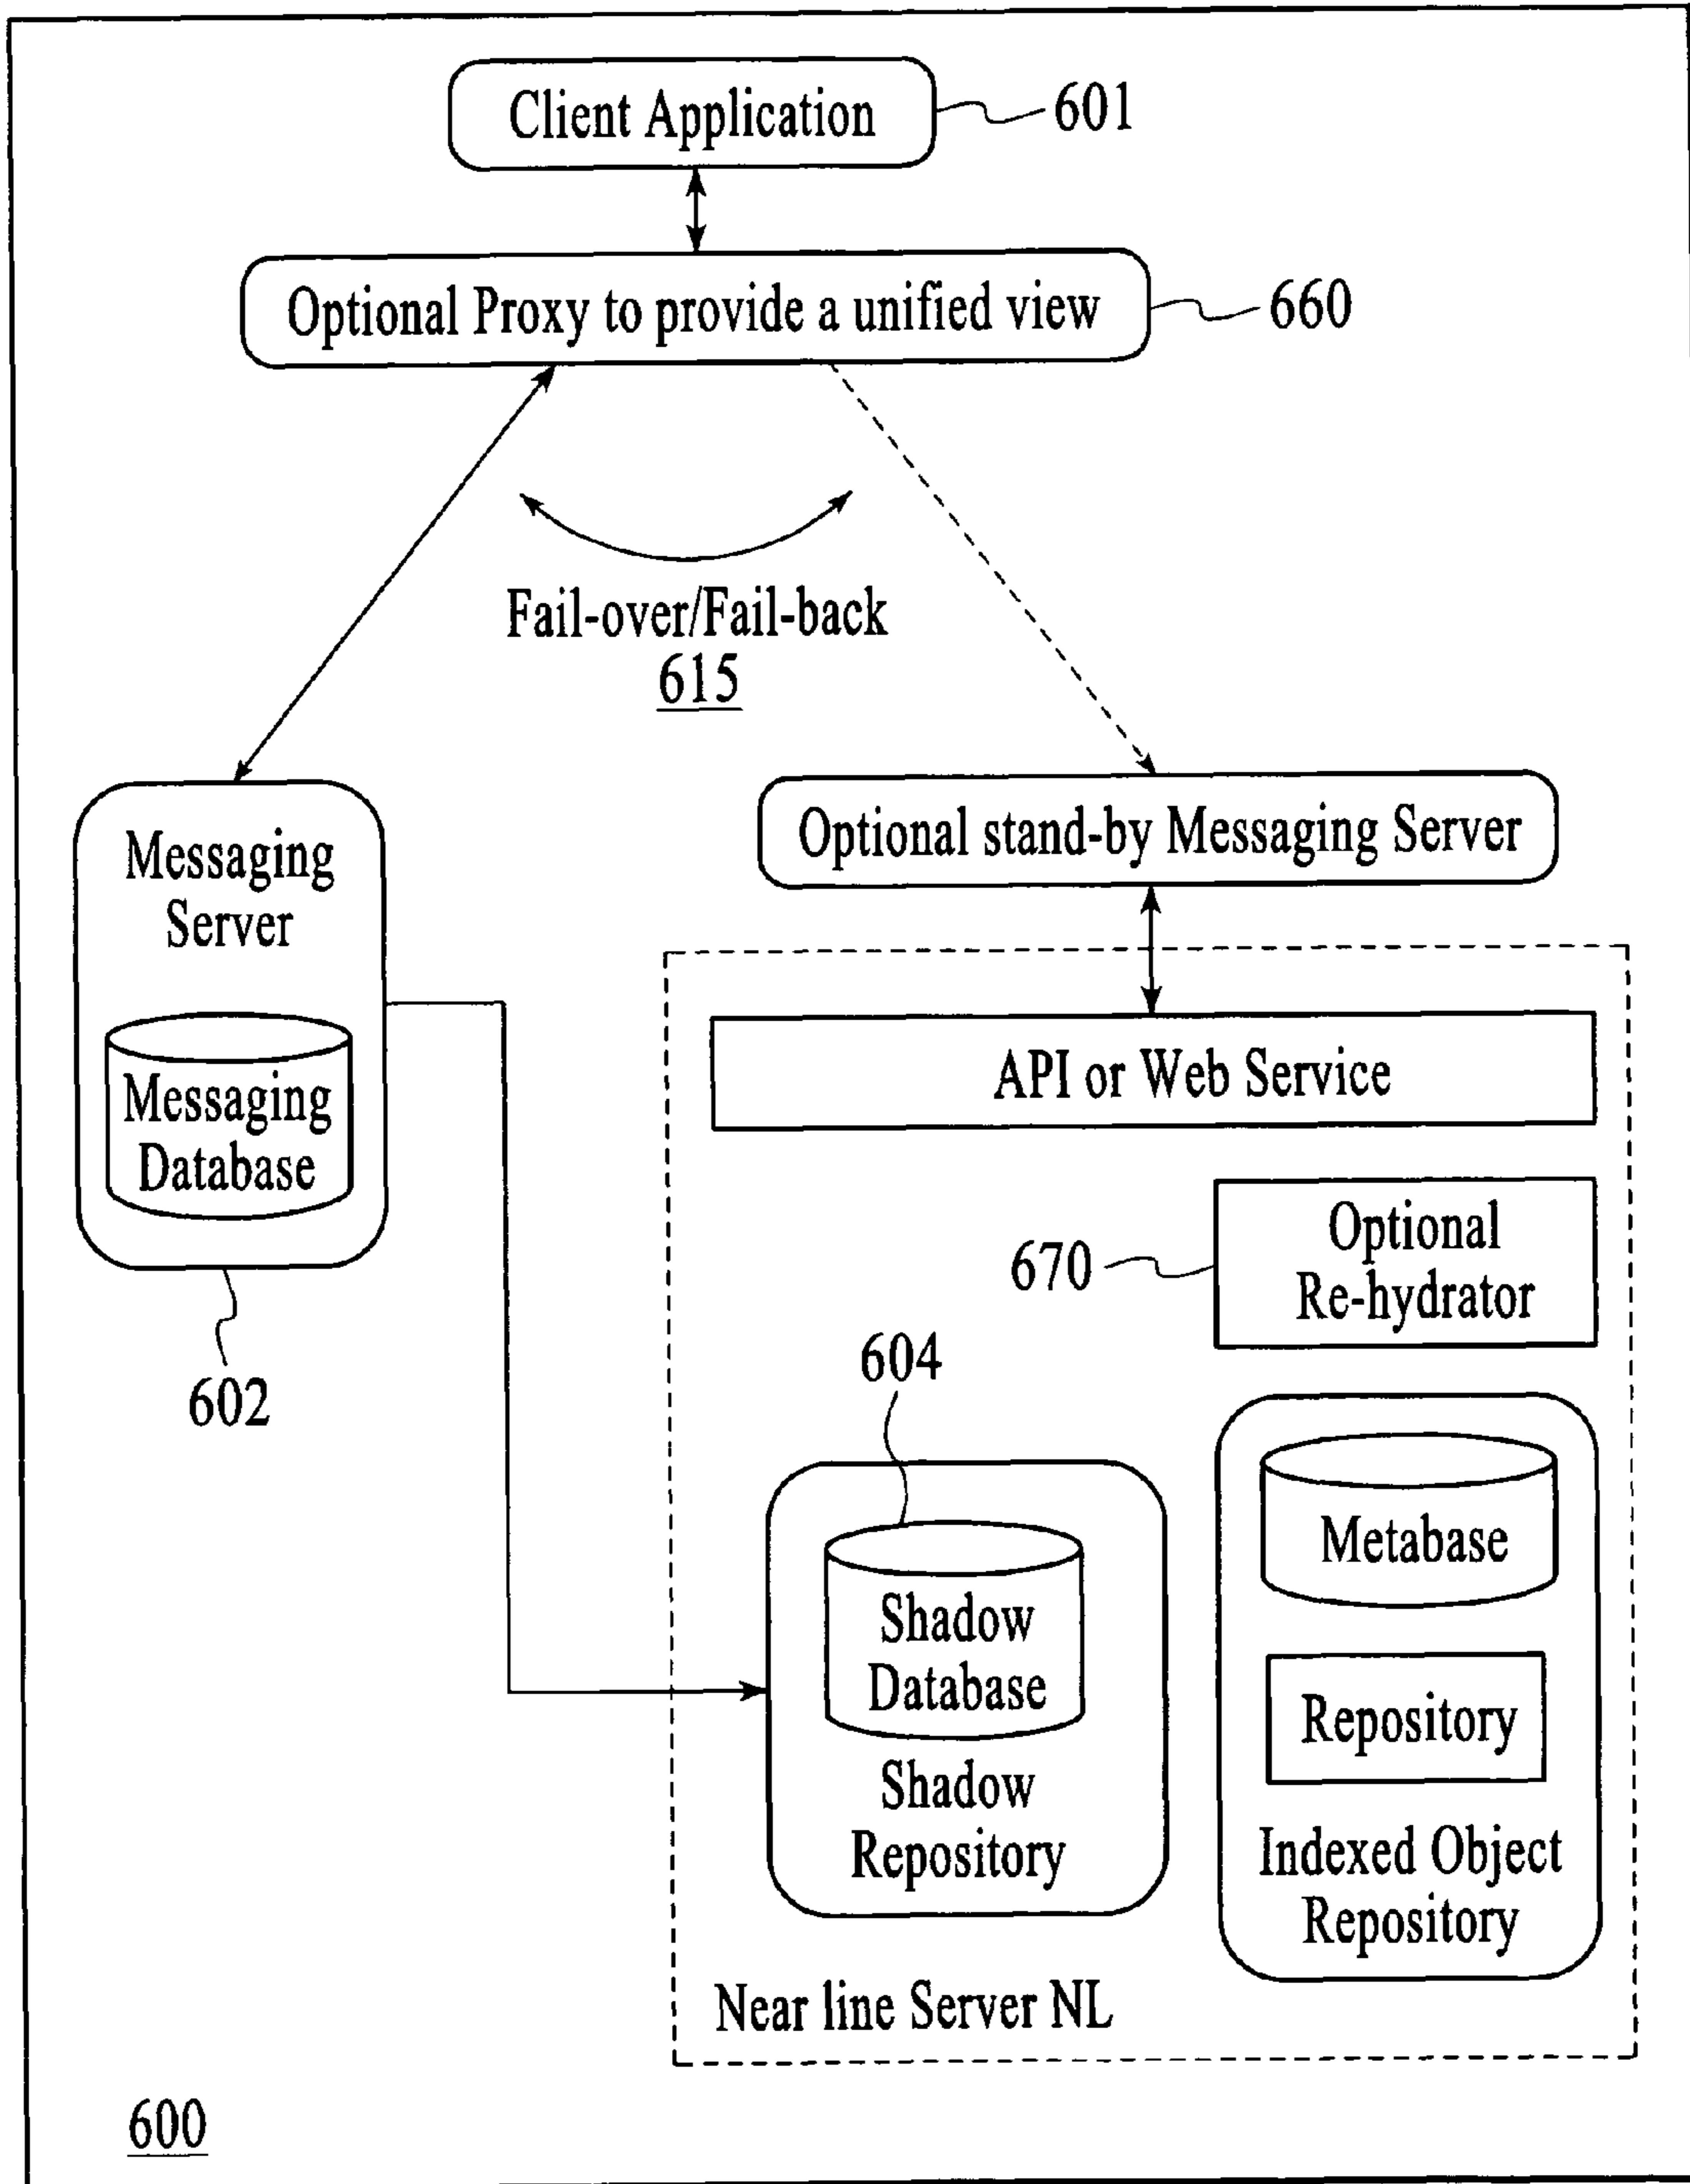 Client Application
601
Optional Proxy to provide a unified view
660
Fail-over/Fail-back
615
Messaging
Server
Messaging
Database
602
Optional stand-by Messaging Server
API or Web Service
Optional
Re-hydrator
670
604
Shadow
Database
Shadow
Repository
Metabase
Repository
Indexed Object
Repository
Near line Server NL
600